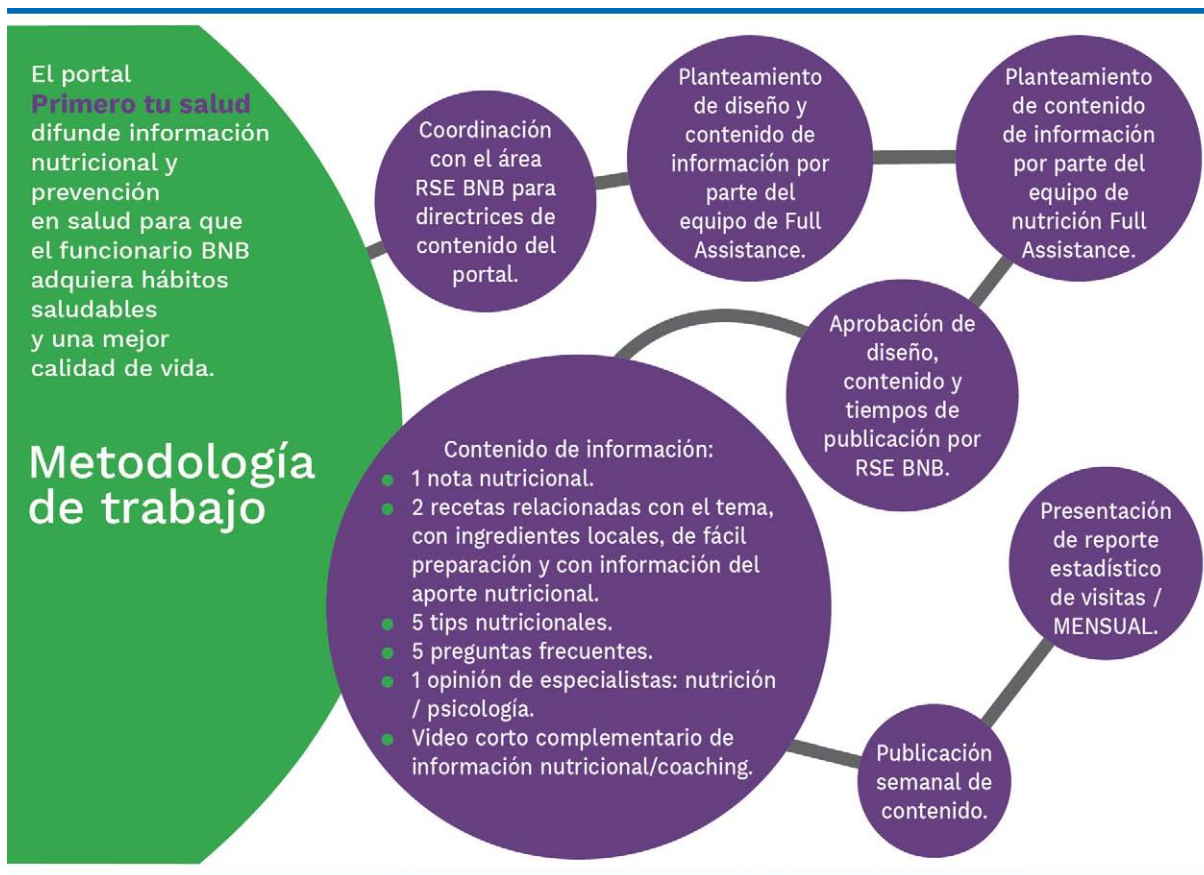 El portal
Primero tu salud
difunde información
nutricional y
prevención
en salud para que
el funcionario BNB
adquiera hábitos
saludables
y una mejor
calidad de vida.
Metodología
de trabajo
Coordinación
con el área
RSE BNB para
directrices de
contenido del
portal.
Planteamiento
de diseño y
contenido de
información por
parte del
equipo de Full
Assistance.
Planteamiento
de contenido
de información
por parte del
equipo de
nutrición Full
Assistance.
Aprobación de
diseño,
contenido y
tiempos de
publicación por
RSE BNB.
Contenido de información:
● 1 nota nutricional.
● 2 recetas relacionadas con el tema,
con ingredientes locales, de fácil
preparación y con información del
aporte nutricional.
● 5 tips nutricionales.
● 5 preguntas frecuentes.
● 1 opinión de especialistas: nutrición
/ psicología.
● Video corto complementario de
información nutricional/coaching.
Publicación
semanal de
contenido.
Presentación
de reporte
estadístico
de visitas /
MENSUAL.